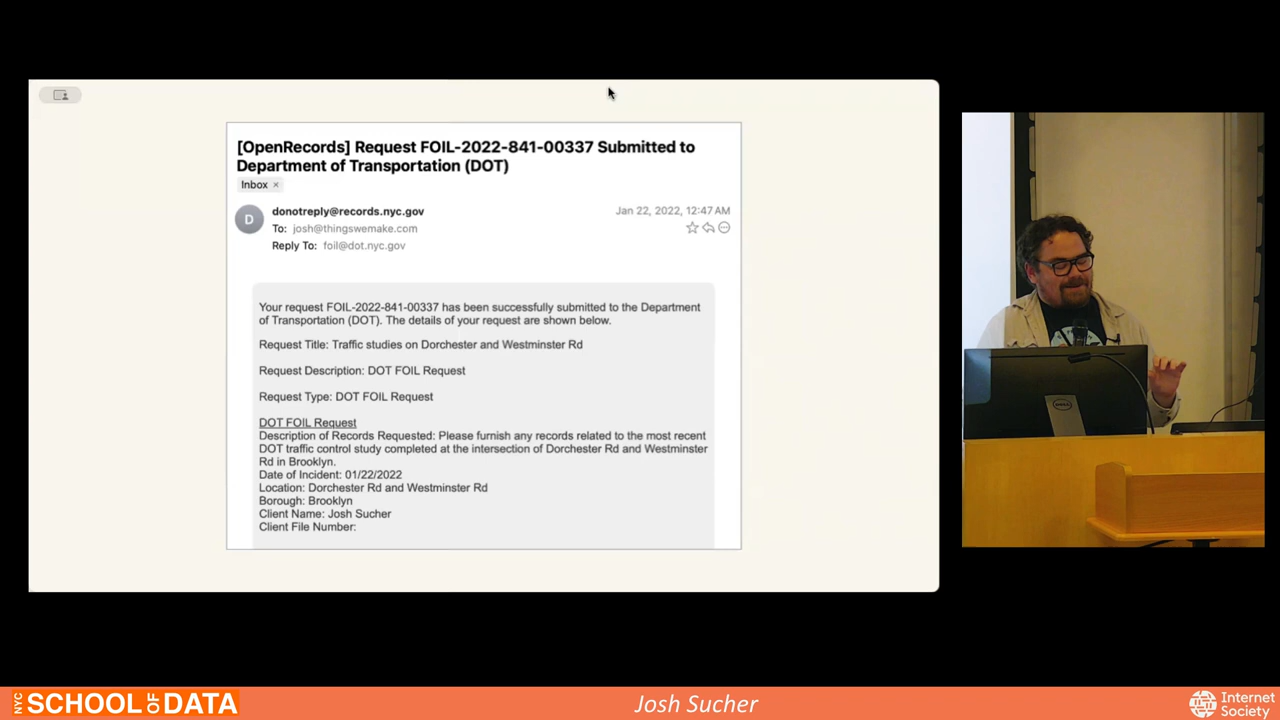 [OpenRecords] Request FOIL-2022-841-00337 Submitted to
Department of Transportation (DOT)
Inbox ×
D
donotreply@records.nyc.gov
Jan 22, 2022, 12:47 AM
To: josh@thingswemake.com
Reply To: foil@dot.nyc.gov
Your request FOIL-2022-841-00337 has been successfully submitted to the Department
of Transportation (DOT). The details of your request are shown below.
Request Title: Traffic studies on Dorchester and Westminster Rd
Request Description: DOT FOIL Request
Request Type: DOT FOIL Request
DOT FOIL Request
Description of Records Requested: Please furnish any records related to the most recent
DOT traffic control study completed at the intersection of Dorchester Rd and Westminster
Rd in Brooklyn.
Date of Incident: 01/22/2022
Location: Dorchester Rd and Westminster Rd
Borough: Brooklyn
Client Name: Josh Sucher
Client File Number:
DELL
NYC SCHOOL OF DATA
Josh Sucher
Internet
Society